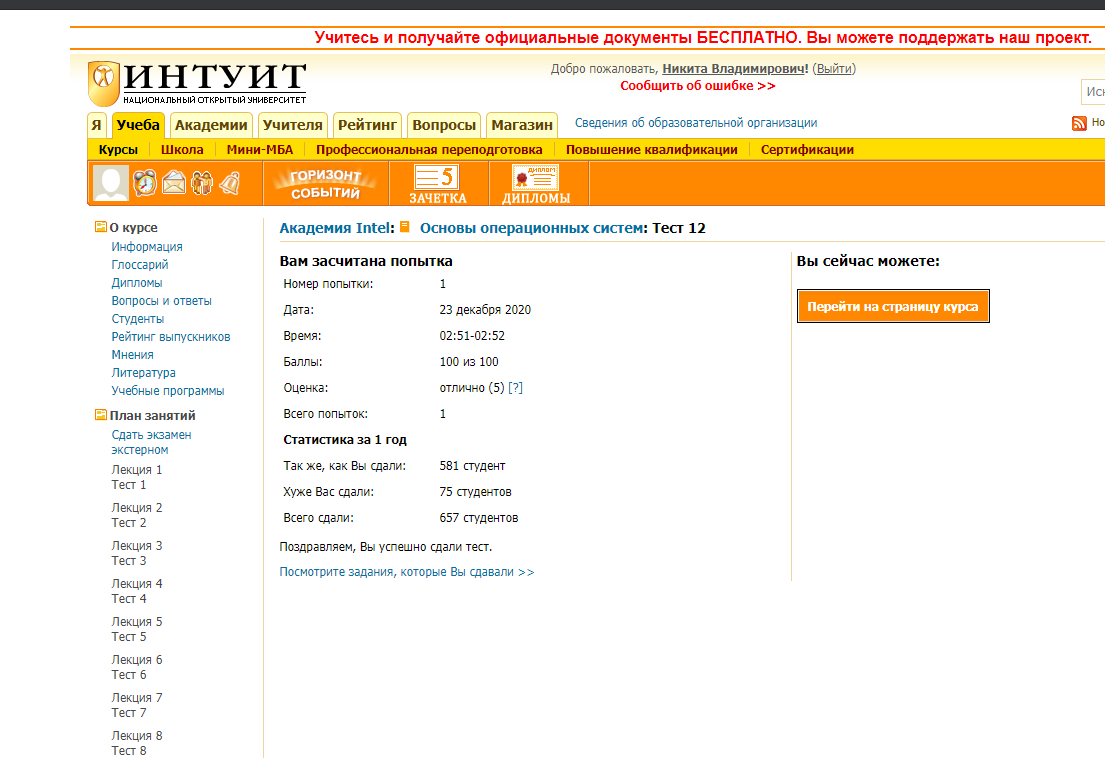 Учитесь и получайте официальные документы БЕСПЛАТНО. Вы можете поддержать наш проект.
ИНТУИТ
НАЦИОНАЛЬНЫЙ ОТКРЫТЫЙ УНИВЕРСИТЕТ
Добро пожаловать, Никита Владимирович! (Выйти)
Сообщить об ошибке >>
Я Учеба Академии Учителя Рейтинг Вопросы Магазин Сведения об образовательной организации
Курсы Школа Мини-МБА Профессиональная переподготовка Повышение квалификации Сертификации
ГОРИЗОНТ СОБЫТИЙ
5 ЗАЧЕТКА
ДИПЛОМ
ДИПЛОМЫ
О курсе
Информация
Глоссарий
Дипломы
Вопросы и ответы
Студенты
Рейтинг выпускников
Мнения
Литература
Учебные программы
План занятий
Сдать экзамен
экстерном
Лекция 1
Тест 1
Лекция 2
Тест 2
Лекция 3
Тест 3
Лекция 4
Тест 4
Лекция 5
Тест 5
Лекция 6
Тест 6
Лекция 7
Тест 7
Лекция 8
Тест 8
Академия Intel: Основы операционных систем: Тест 12
Вам засчитана попытка
Номер попытки: 1
Дата: 23 декабря 2020
Время: 02:51-02:52
Баллы: 100 из 100
Оценка: отлично (5) [?]
Всего попыток: 1
Статистика за 1 год
Так же, как Вы сдали: 581 студент
Хуже Вас сдали: 75 студентов
Всего сдали: 657 студентов
Поздравляем, Вы успешно сдали тест.
Посмотрите задания, которые Вы сдавали >>
Вы сейчас можете:
Перейти на страницу курса